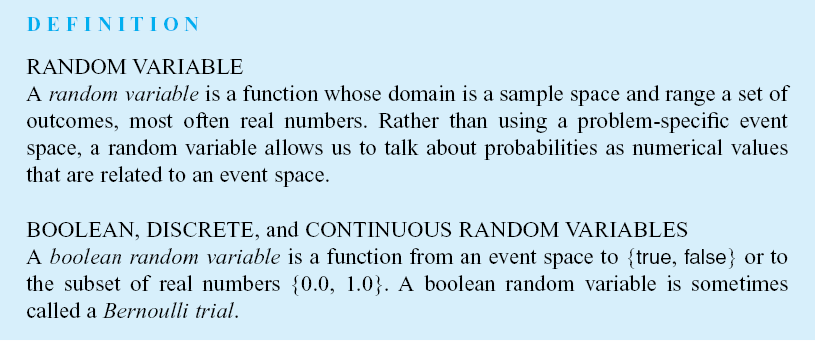 DEFINITION
RANDOM VARIABLE
A random variable is a function whose domain is a sample space and range a set of
outcomes, most often real numbers. Rather than using a problem-specific event
space, a random variable allows us to talk about probabilities as numerical values
that are related to an event space.
BOOLEAN, DISCRETE, and CONTINUOUS RANDOM VARIABLES
A boolean random variable is a function from an event space to {true, false} or to
the subset of real numbers {0.0, 1.0}. A boolean random variable is sometimes
called a Bernoulli trial.